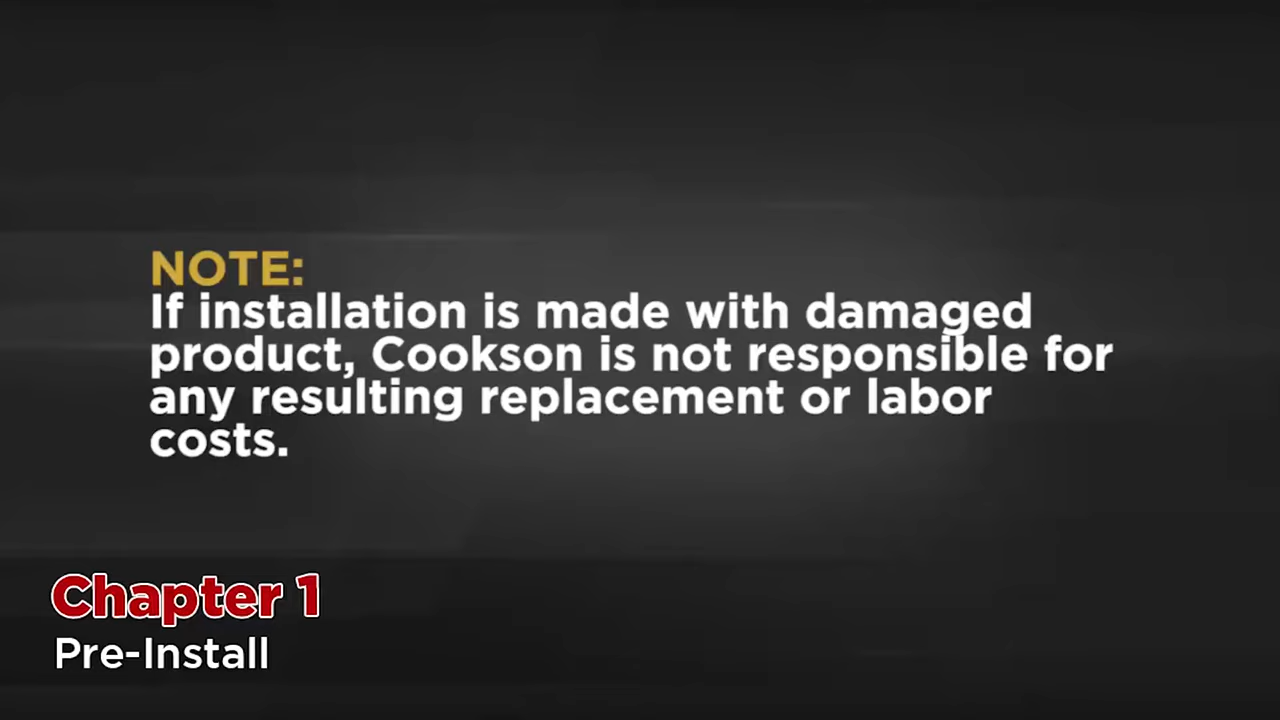 NOTE:
If installation is made with damaged
product, Cookson is not responsible for
any resulting replacement or labor
costs.
Chapter 1
Pre-Install